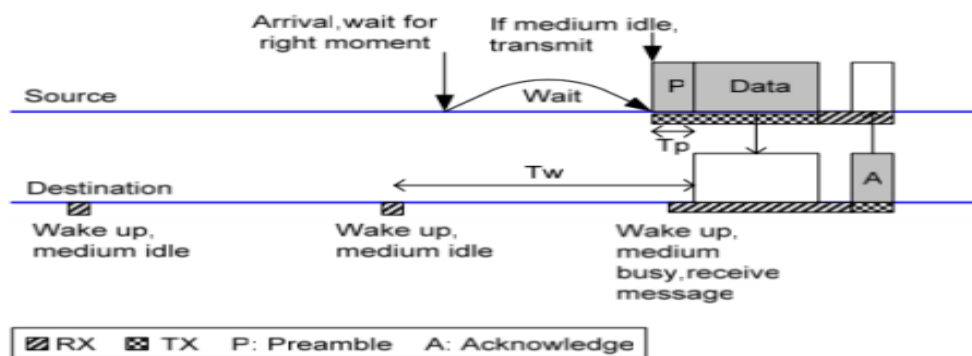 Arrival,wait for
right moment
If medium idle,
transmit
Source
Wait
P
Data
Tp
Tw
Destination
A
Wake up,
medium idle
Wake up,
medium idle
Wake up,
medium
busy,receive
message
RX TX P: Preamble A: Acknowledge